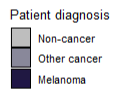 Patient diagnosis
Non-cancer
Other cancer
Melanoma